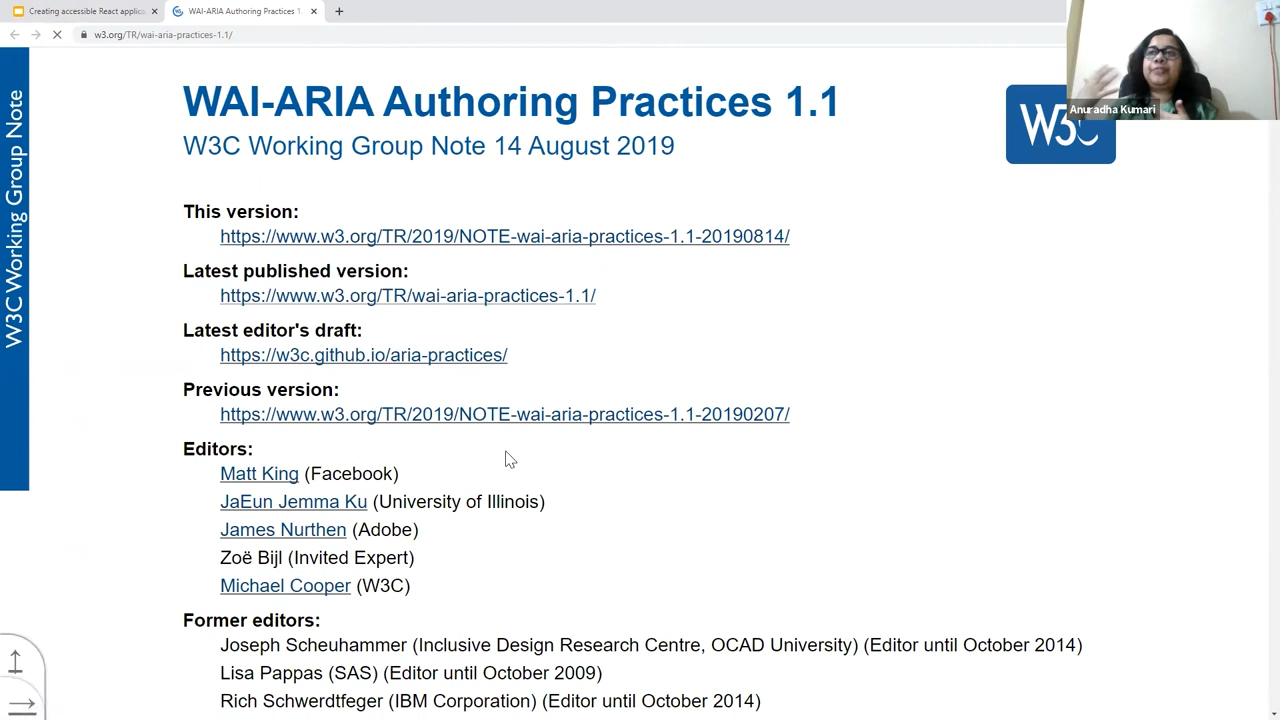 Creating accessible React applica
WAI-ARIA Authoring Practices 1.
w3.org/TR/wai-aria-practices-1.1/
W3C Working Group Note
WAI-ARIA Authoring Practices 1.1
W3C Working Group Note 14 August 2019
W3C
Anuradha Kumari
This version:
https://www.w3.org/TR/2019/NOTE-wai-aria-practices-1.1-20190814/
Latest published version:
https://www.w3.org/TR/wai-aria-practices-1.1/
Latest editor's draft:
https://w3c.github.io/aria-practices/
Previous version:
https://www.w3.org/TR/2019/NOTE-wai-aria-practices-1.1-20190207/
Editors:
Matt King (Facebook)
JaEun Jemma Ku (University of Illinois)
James Nurthen (Adobe)
Zoë Bijl (Invited Expert)
Michael Cooper (W3C)
Former editors:
Joseph Scheuhammer (Inclusive Design Research Centre, OCAD University) (Editor until October 2014)
Lisa Pappas (SAS) (Editor until October 2009)
Rich Schwerdtfeger (IBM Corporation) (Editor until October 2014)